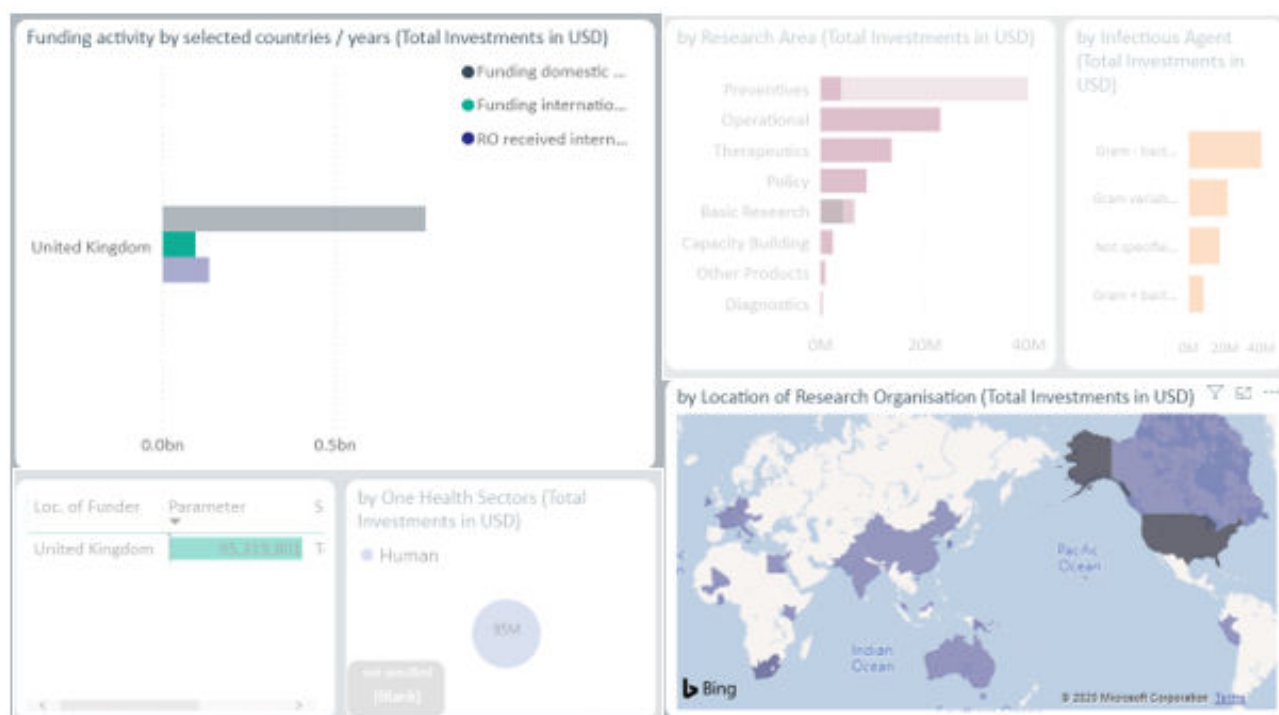 Funding activity by selected countries / years (Total Investments in USD)
Funding domestic ...
Funding internatio...
RO received intern...
United Kingdom
0.0bn
0.5bn
by Research Area (Total Investments in USD)
Preventives
Operational
Therapeutics
Policy
Basic Research
Capacity Building
Other Products
Diagnostics
0M
20M
40M
by Infectious Agent
(Total Investments in
USD)
Gram - bact...
Gram variab...
Not specifie...
Gram + bact...
0M
20M
40M
Loc. of Funder
Parameter
S
United Kingdom
T
by One Health Sectors (Total
Investments in USD)
Human
95M
not specified
(Blank)
by Location of Research Organisation (Total Investments in USD)
Pacific
Ocean
Indian
Ocean
Bing
© 2025 Microsoft Corporation
Terms